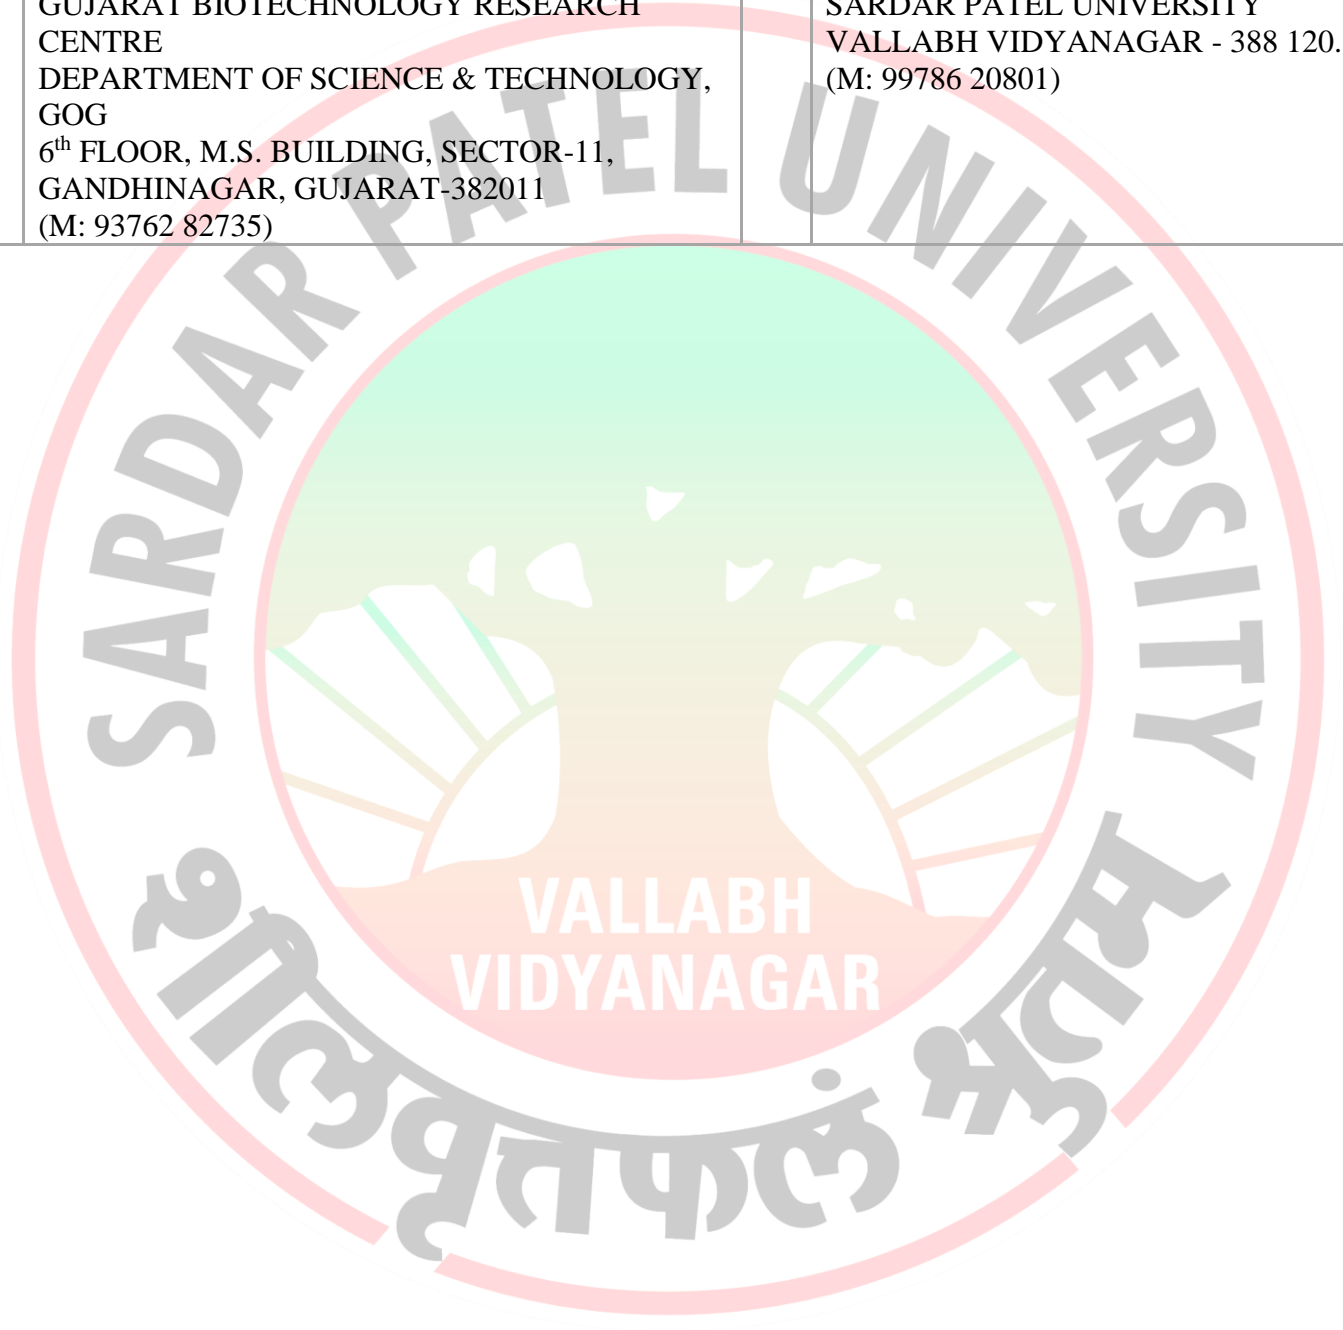 GUJARAT BIOTECHNOLOGY RESEARCH
CENTRE
DEPARTMENT OF SCIENCE & TECHNOLOGY,
GOG
6th FLOOR, M.S. BUILDING, SECTOR-11,
GANDHINAGAR, GUJARAT-382011
(M: 93762 82735)
SARDAR PATEL UNIVERSITY
VALLABH VIDYANAGAR - 388 120.
(M: 99786 20801)
SARDAR PATEL UNIVERSITY
VALLABH
VIDYANAGAR
शीलवृत्तफलं श्रुतम्